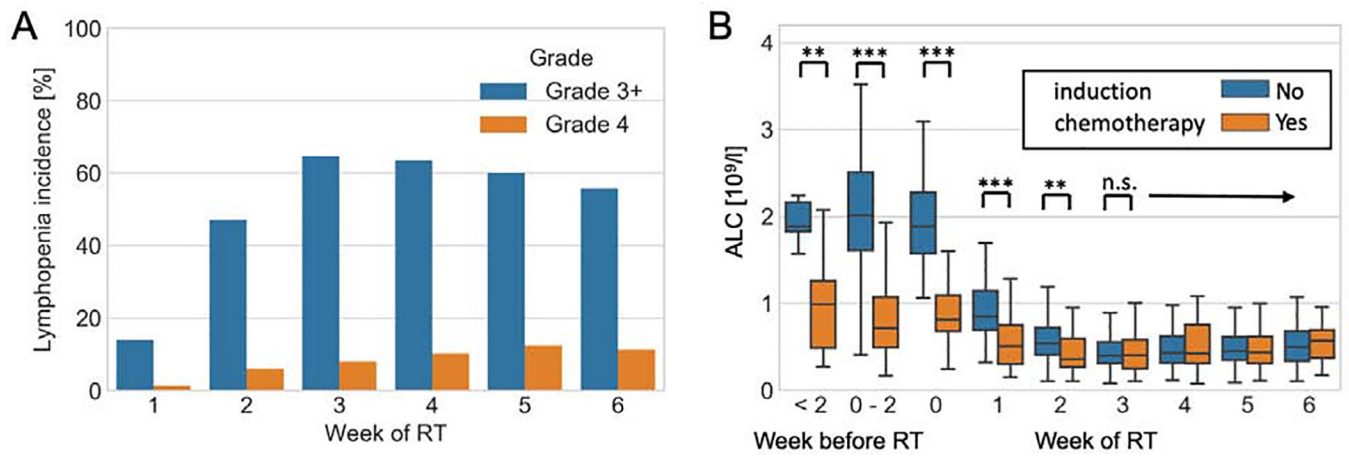 A
Lymphopenia incidence [%]
100
80
60
40
20
0
Grade
Grade 3+
Grade 4
1 2 3 4 5 6
Week of RT
B
ALC [10⁹/l]
4
3
2
1
0
** *** ***
*** ** n.s.
induction No
chemotherapy Yes
< 2 0 - 2 0 1 2 3 4 5 6
Week before RT Week of RT